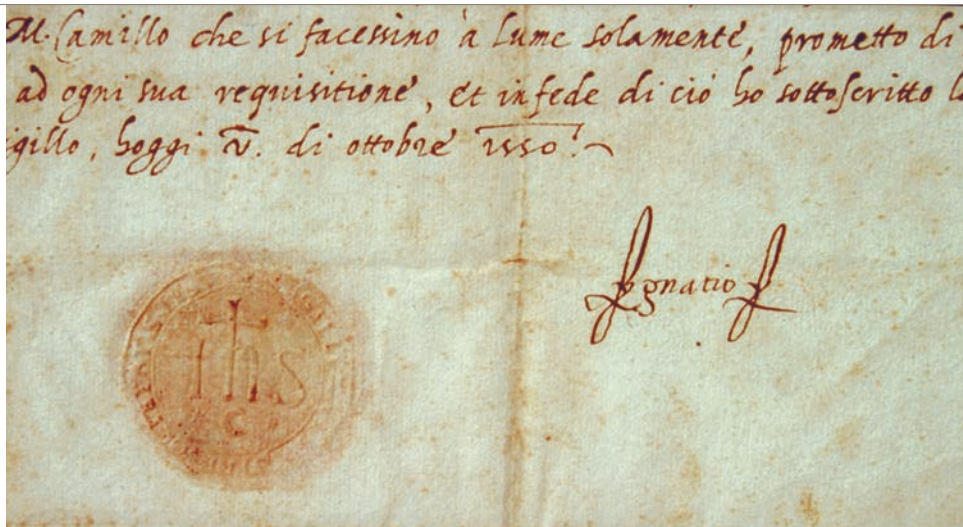 M. Camillo che si facessino à lume solamente, prometto di
ad ogni sua requisitione, et in fede di ciò ho sottoscritto
gillo, hoggi v. di ottobre 1550.
Ignatio
ihs